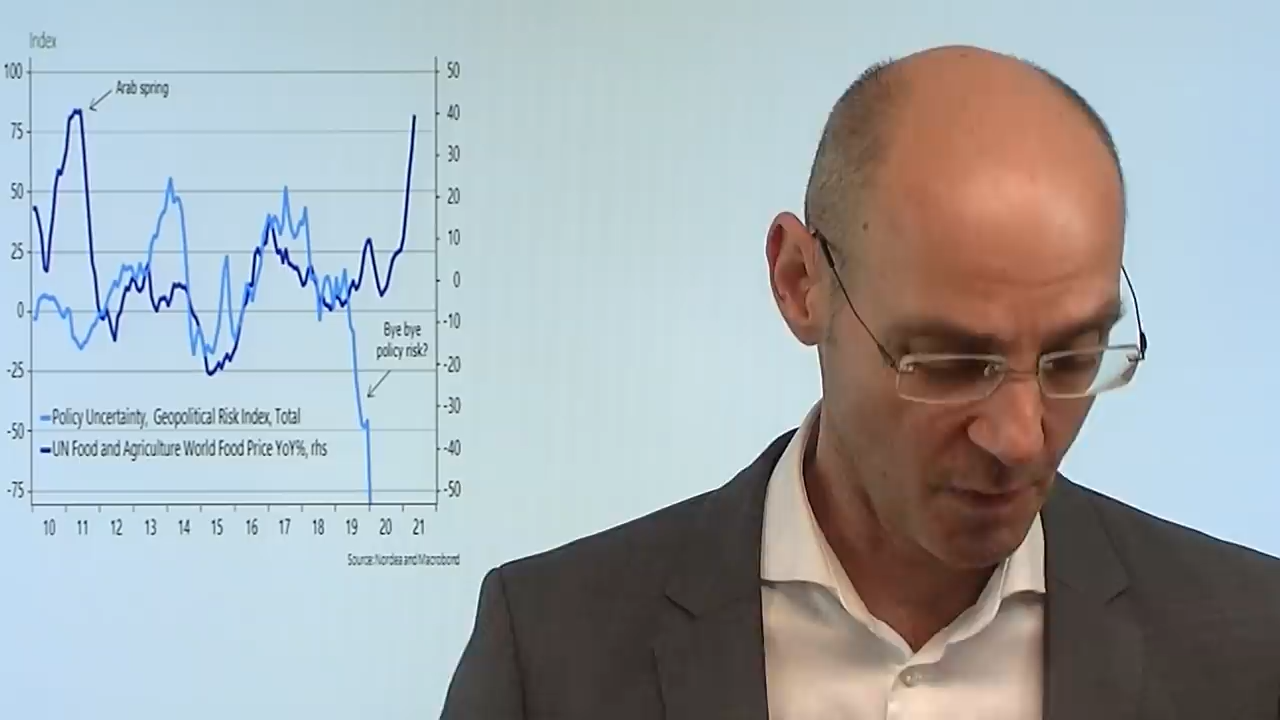 Index
100
75
50
25
0
-25
-50
-75
50
40
30
20
10
0
-10
-20
-30
-40
-50
Arab spring
Bye bye
policy risk?
Policy Uncertainty, Geopolitical Risk Index, Total
UN Food and Agriculture World Food Price YoY%, rhs
10 11 12 13 14 15 16 17 18 19 20 21
Source: Nordea and Macrobond